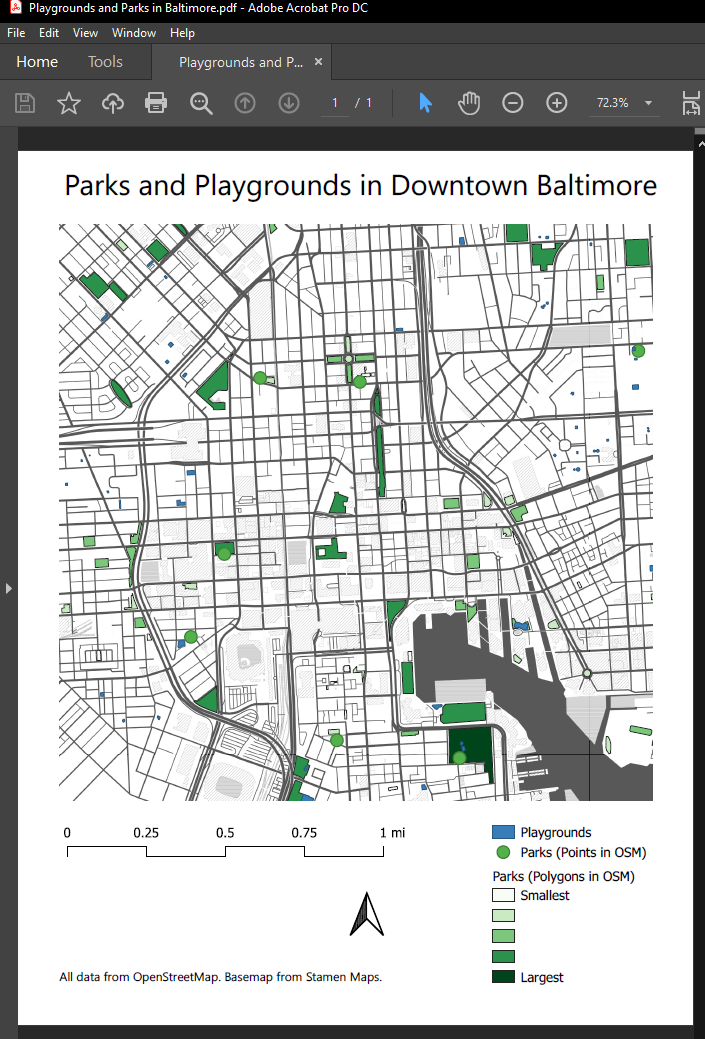 Playgrounds and Parks in Baltimore.pdf - Adobe Acrobat Pro DC
File Edit View Window Help
Home Tools Playgrounds and P... ×
1 / 1 72.3%
Parks and Playgrounds in Downtown Baltimore
0 0.25 0.5 0.75 1 mi
Playgrounds
Parks (Points in OSM)
Parks (Polygons in OSM)
Smallest
Largest
All data from OpenStreetMap. Basemap from Stamen Maps.